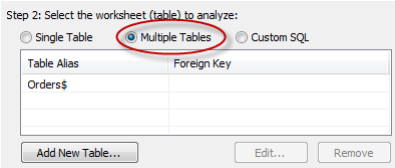 Step 2: Select the worksheet (table) to analyze:
Single Table Multiple Tables Custom SQL
Table Alias Foreign Key
Orders$
Add New Table... Edit... Remove